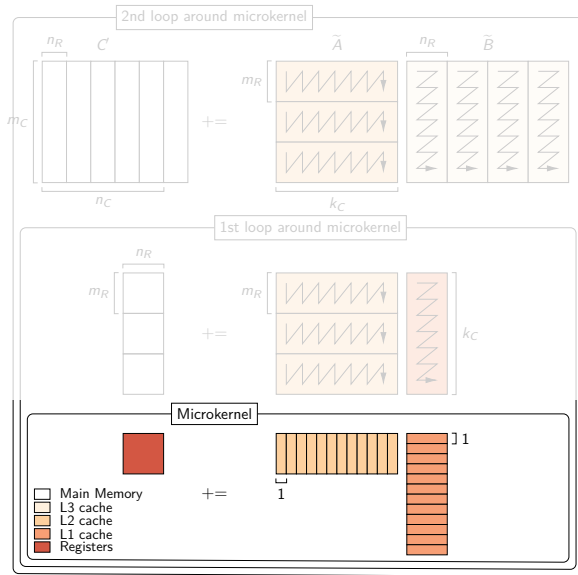 2nd loop around microkernel
n_R C' Ã n_R B̃
m_R
m_C +=
n_C
k_C
1st loop around microkernel
n_R
m_R m_R
+= k_C
Microkernel
1
+=
1
Main Memory
L3 cache
L2 cache
L1 cache
Registers